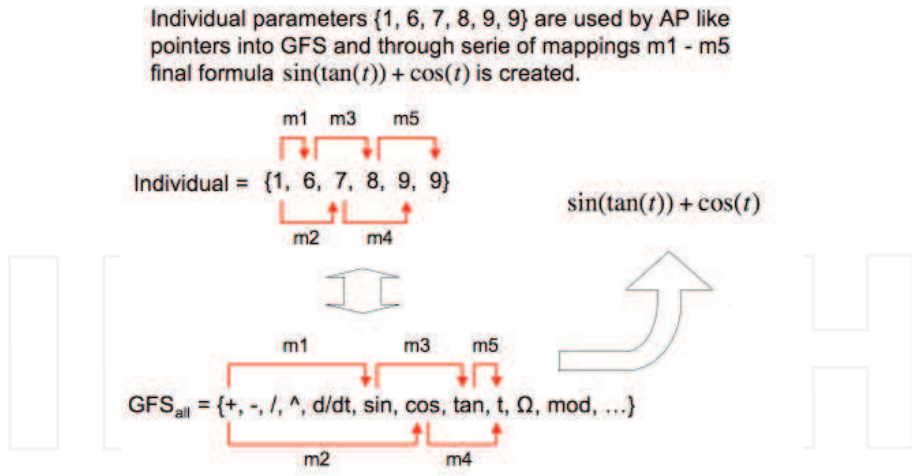 Individual parameters {1, 6, 7, 8, 9, 9} are used by AP like
pointers into GFS and through serie of mappings m1 - m5
final formula sin(tan(t)) + cos(t) is created.
m1 m3 m5
Individual = {1, 6, 7, 8, 9, 9}
m2 m4
sin(tan(t)) + cos(t)
m1 m3 m5
GFSall = {+, -, /, ^, d/dt, sin, cos, tan, t, Ω, mod, …}
m2 m4